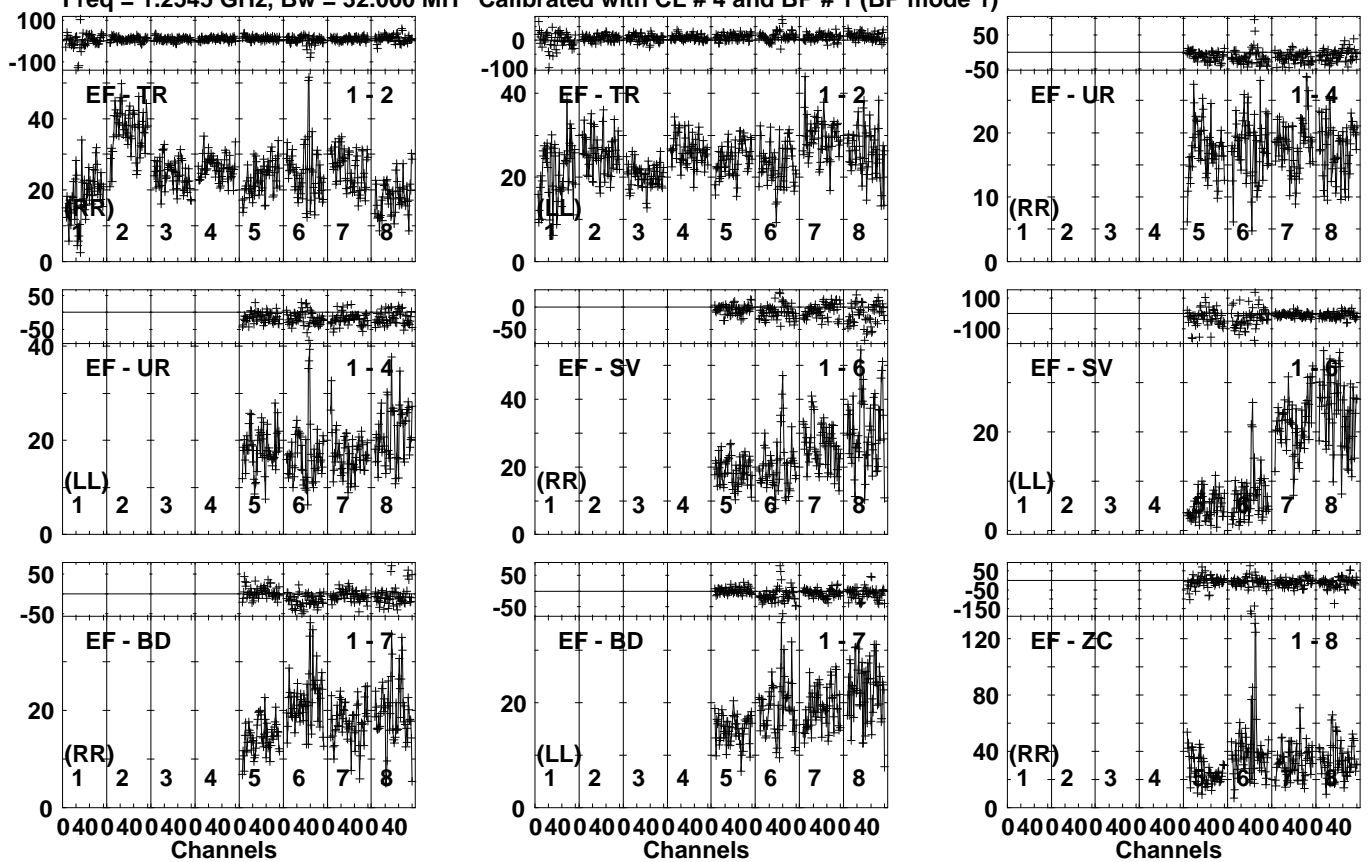 Freq = 1.2545 GHz, Bw = 32.000 MH Calibrated with CL # 4 and BP # 1 (BP mode 1)
100 0 -100
EF - TR 1 - 2
40 20 0
(RR)
1 2 3 4 5 6 7 8
100 0 -100
EF - TR 1 - 2
40 20 0
(LL)
1 2 3 4 5 6 7 8
50 -50
EF - UR 1 - 4
20 10 0
(RR)
1 2 3 4 5 6 7 8
50 -50
EF - UR 1 - 4
40 20 0
(LL)
1 2 3 4 5 6 7 8
0 -50
EF - SV 1 - 6
40 20 0
(RR)
1 2 3 4 5 6 7 8
100 -100
EF - SV 1 - 6
20 0
(LL)
1 2 3 4 5 6 7 8
50 -50
EF - BD 1 - 7
20 0
(RR)
1 2 3 4 5 6 7 8
0 40 0 40 0 40 0 40 0 40 0 40 0 40 0 40
Channels
50 -50
EF - BD 1 - 7
20 0
(LL)
1 2 3 4 5 6 7 8
0 40 0 40 0 40 0 40 0 40 0 40 0 40 0 40
Channels
50 -50 -150
EF - ZC 1 - 8
120 80 40 0
(RR)
1 2 3 4 5 6 7 8
0 40 0 40 0 40 0 40 0 40 0 40 0 40 0 40
Channels